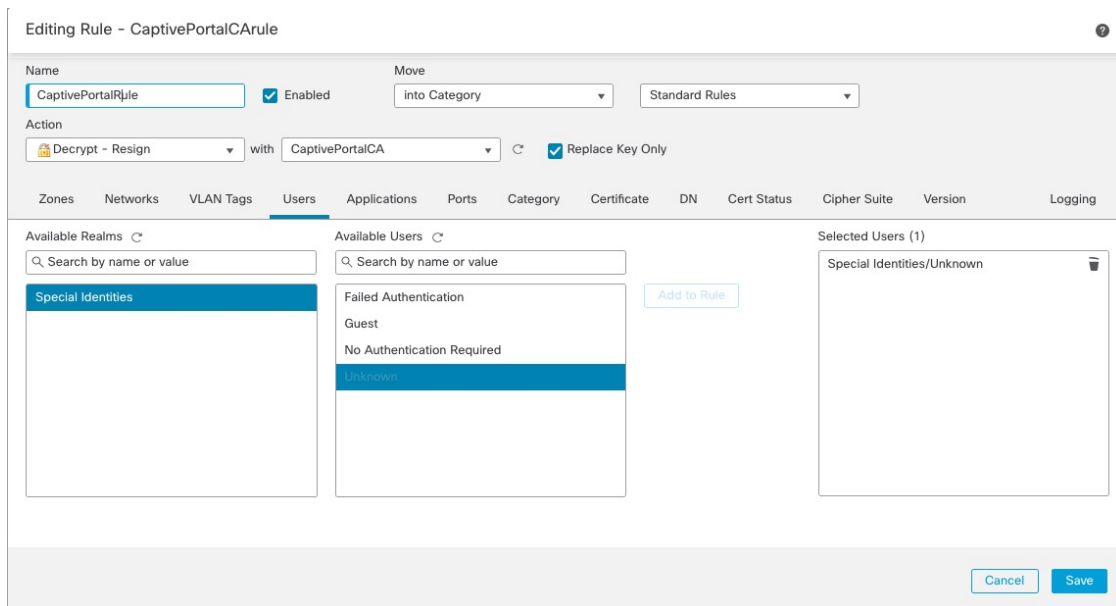 Editing Rule - CaptivePortalCArule
Name
Move
CaptivePortalRule
Enabled
into Category
Standard Rules
Action
Decrypt - Resign
with
CaptivePortalCA
Replace Key Only
Zones Networks VLAN Tags Users Applications Ports Category Certificate DN Cert Status Cipher Suite Version Logging
Available Realms
Available Users
Selected Users (1)
Search by name or value
Search by name or value
Special Identities/Unknown
Special Identities
Failed Authentication
Add to Rule
Guest
No Authentication Required
Unknown
Cancel
Save